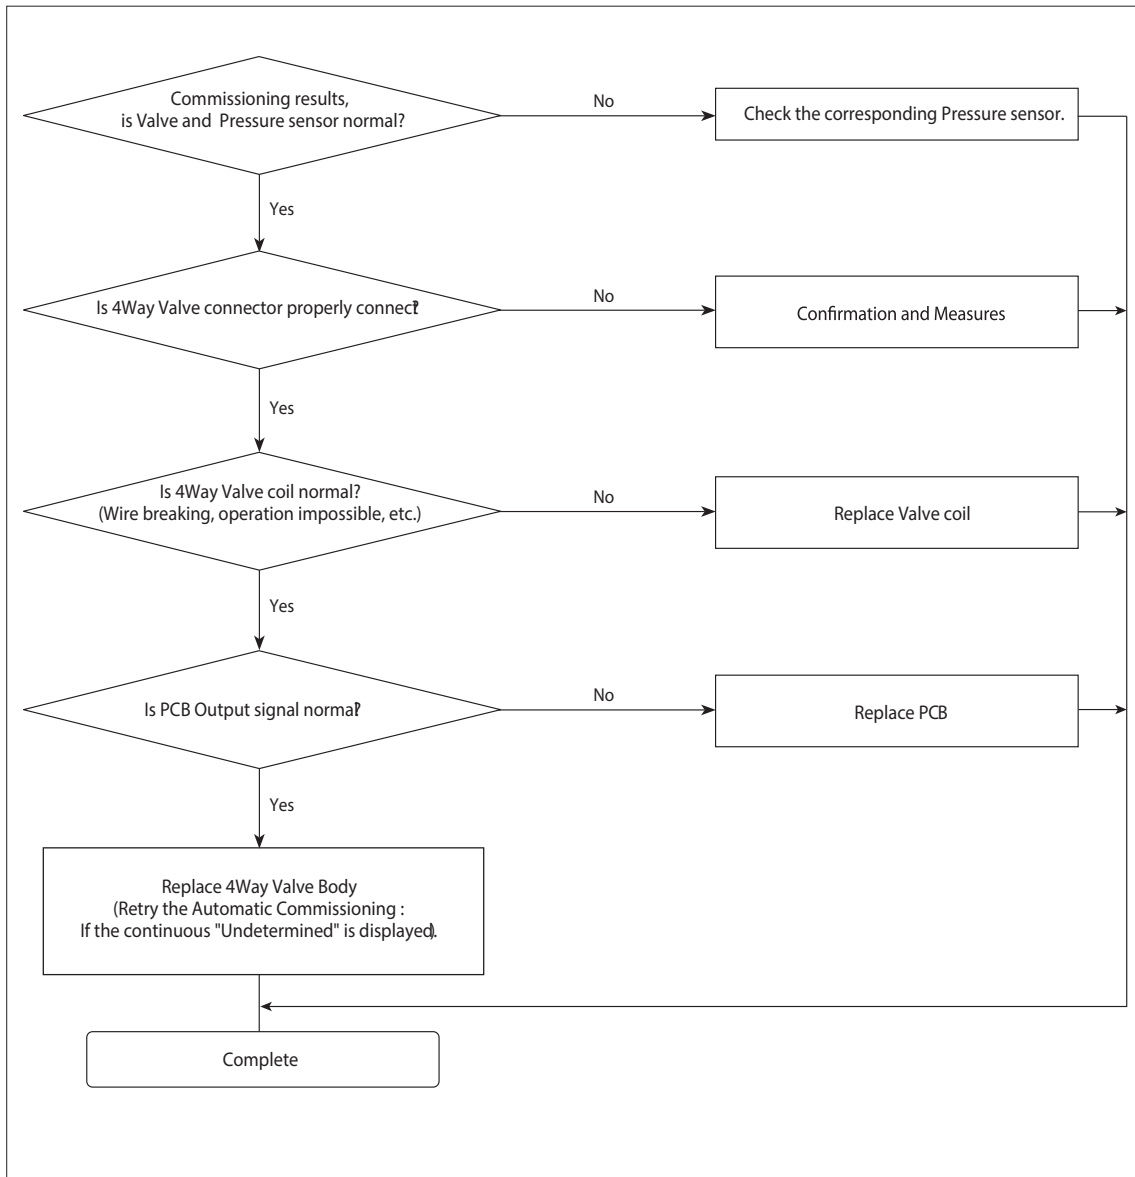 Commissioning results,
is Valve and Pressure sensor normal?
No
Check the corresponding Pressure sensor.
Yes
Is 4Way Valve connector properly connect?
No
Confirmation and Measures
Yes
Is 4Way Valve coil normal?
(Wire breaking, operation impossible, etc.)
No
Replace Valve coil
Yes
Is PCB Output signal normal?
No
Replace PCB
Yes
Replace 4Way Valve Body
(Retry the Automatic Commissioning :
If the continuous "Undetermined" is displayed).
Complete